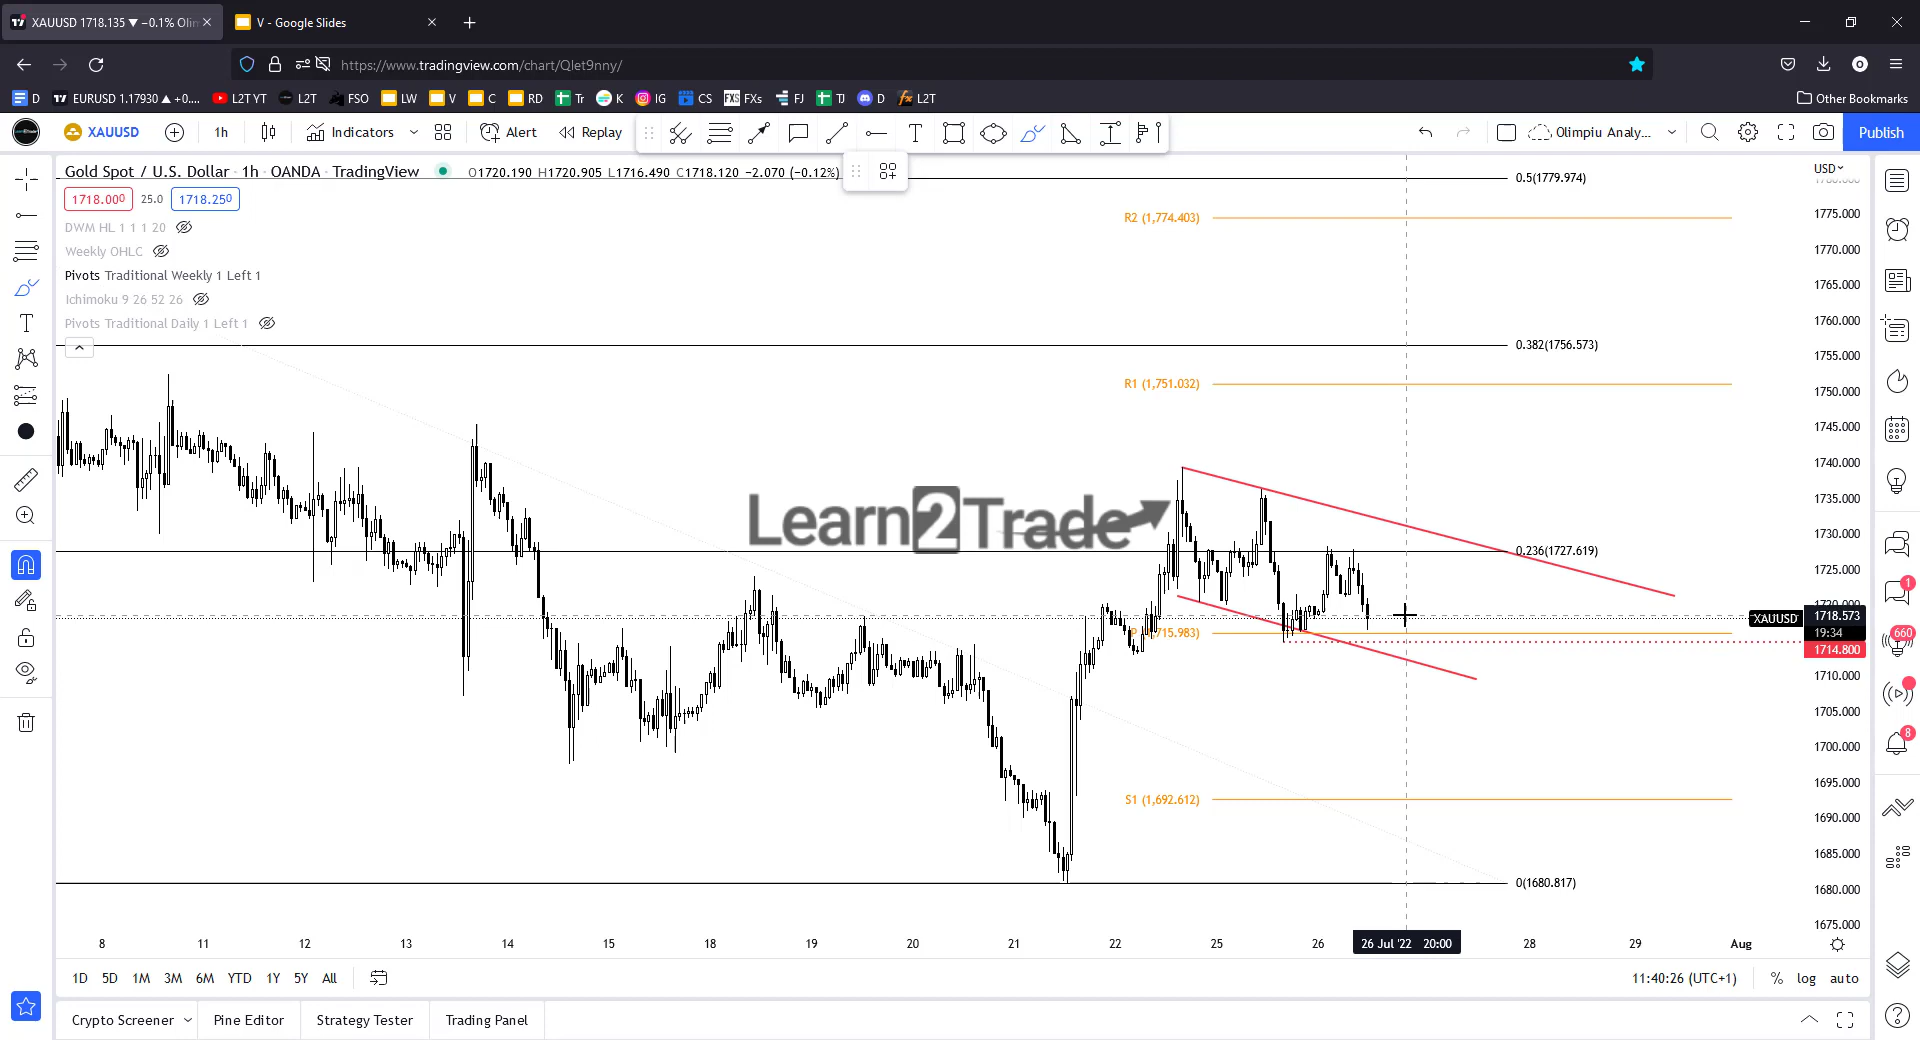 XAUUSD 1718.135 ▼ −0.1% Olim
V - Google Slides
https://www.tradingview.com/chart/Qlet9nny/
D
EURUSD 1.17930 ▲ +0....
L2T YT
L2T
FSO
LW
V
C
RD
Tr
K
IG
CS
FXS FXs
FJ
TJ
D
L2T
Other Bookmarks
XAUUSD
1h
Indicators
Alert
Replay
Olimpiu Analy...
Publish
Gold Spot / U.S. Dollar · 1h · OANDA · TradingView
O1720.190 H1720.905 L1716.490 C1718.120 −2.070 (−0.12%)
USD
1718.000
25.0
1718.250
DWM HL 1 1 1 20
Weekly OHLC
Pivots Traditional Weekly 1 Left 1
Ichimoku 9 26 52 26
Pivots Traditional Daily 1 Left 1
0.5(1779.974)
R2 (1,774.403)
0.382(1756.573)
R1 (1,751.032)
Learn2Trade
0.236(1727.619)
S1 (1,692.612)
0(1680.817)
1775.000
1770.000
1765.000
1760.000
1755.000
1750.000
1745.000
1740.000
1735.000
1730.000
1725.000
1720.000
XAUUSD
1718.573
19:34
1714.800
1710.000
1705.000
1700.000
1695.000
1690.000
1685.000
1680.000
1675.000
1
660
8
8
11
12
13
14
15
18
19
20
21
22
25
26
26 Jul '22 20:00
28
29
Aug
1D
5D
1M
3M
6M
YTD
1Y
5Y
All
11:40:26 (UTC+1)
%
log
auto
Crypto Screener
Pine Editor
Strategy Tester
Trading Panel